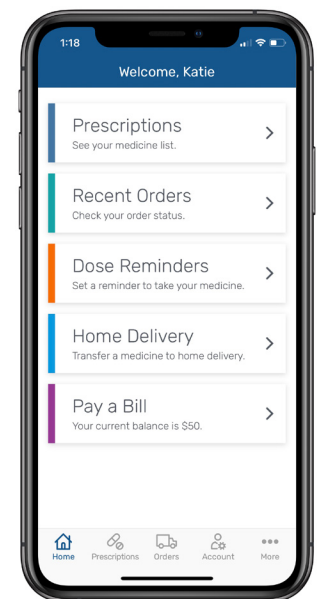 1:18
Welcome, Katie
Prescriptions
See your medicine list.
Recent Orders
Check your order status.
Dose Reminders
Set a reminder to take your medicine.
Home Delivery
Transfer a medicine to home delivery.
Pay a Bill
Your current balance is $50.
Home Prescriptions Orders Account More